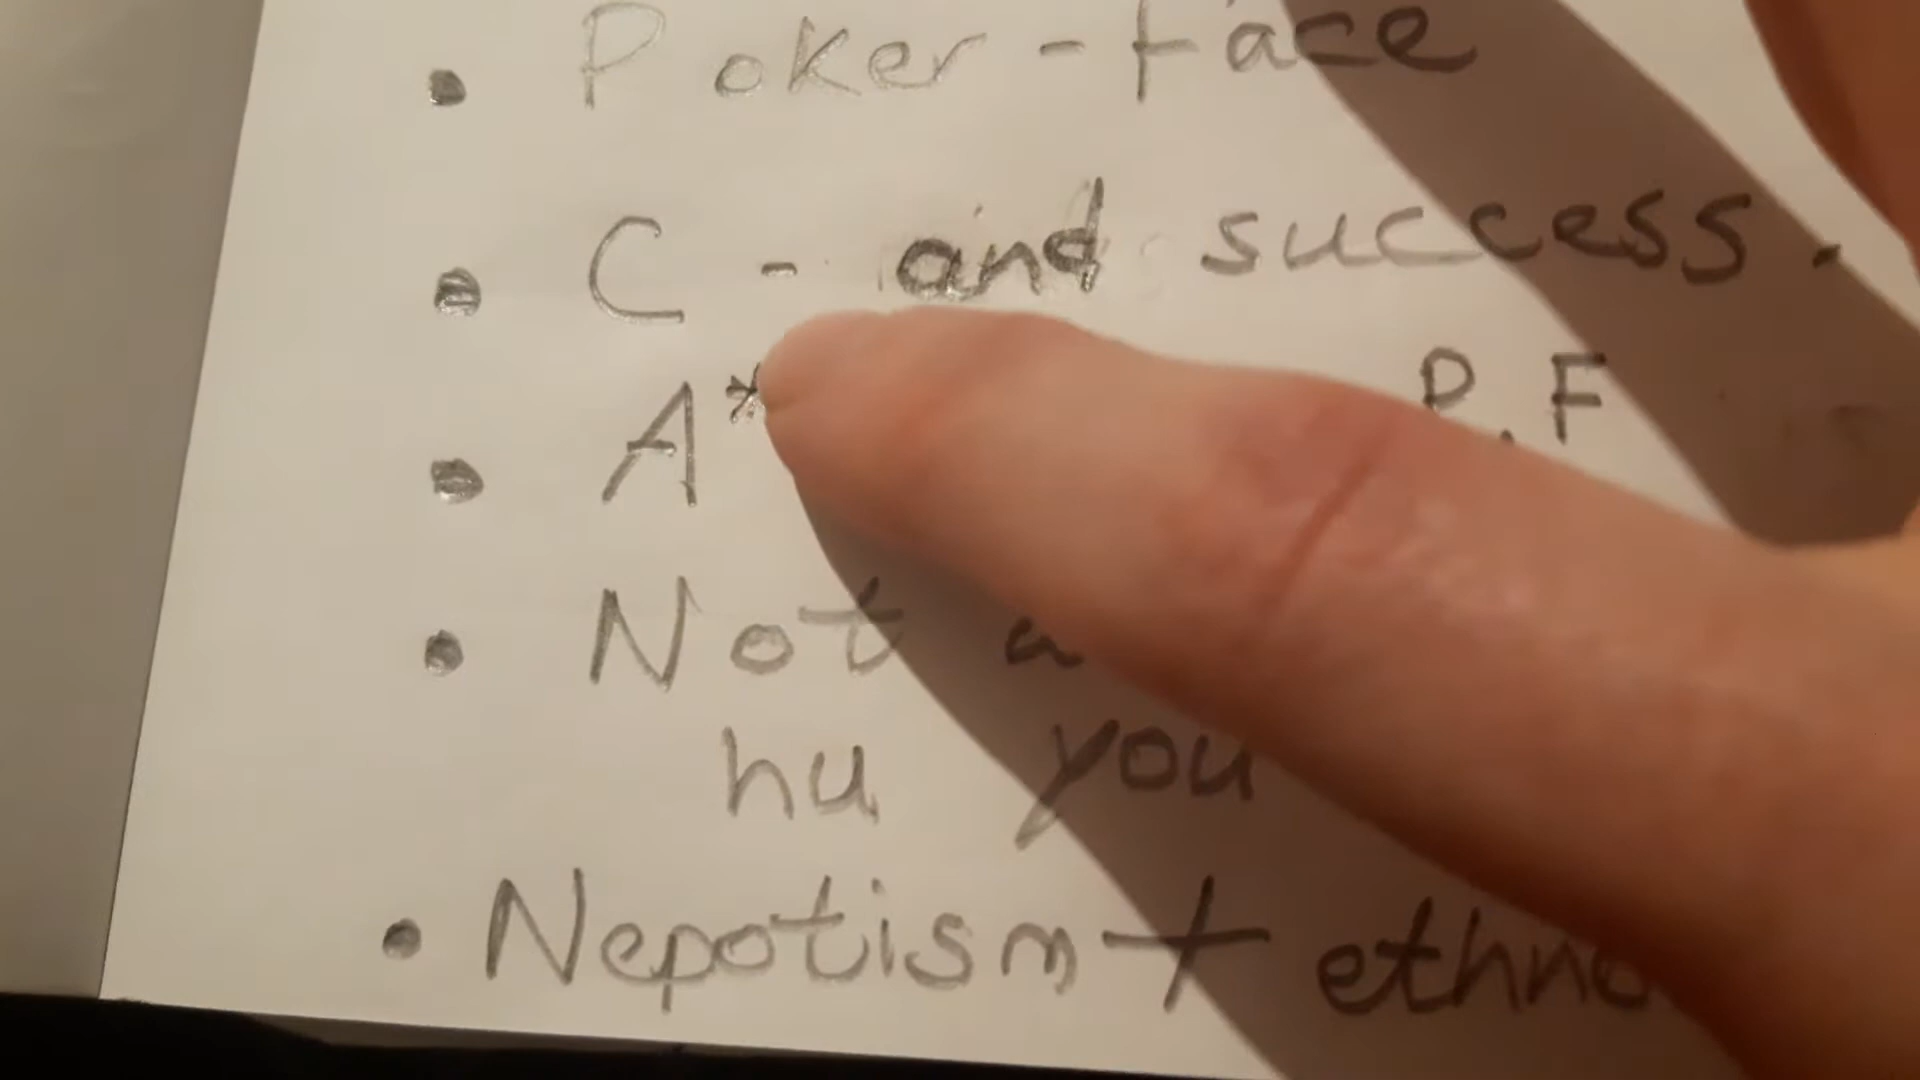 • Poker-face
• C - and success.
• A* P.F
• Not a
hu you
• Nepotism + ethno